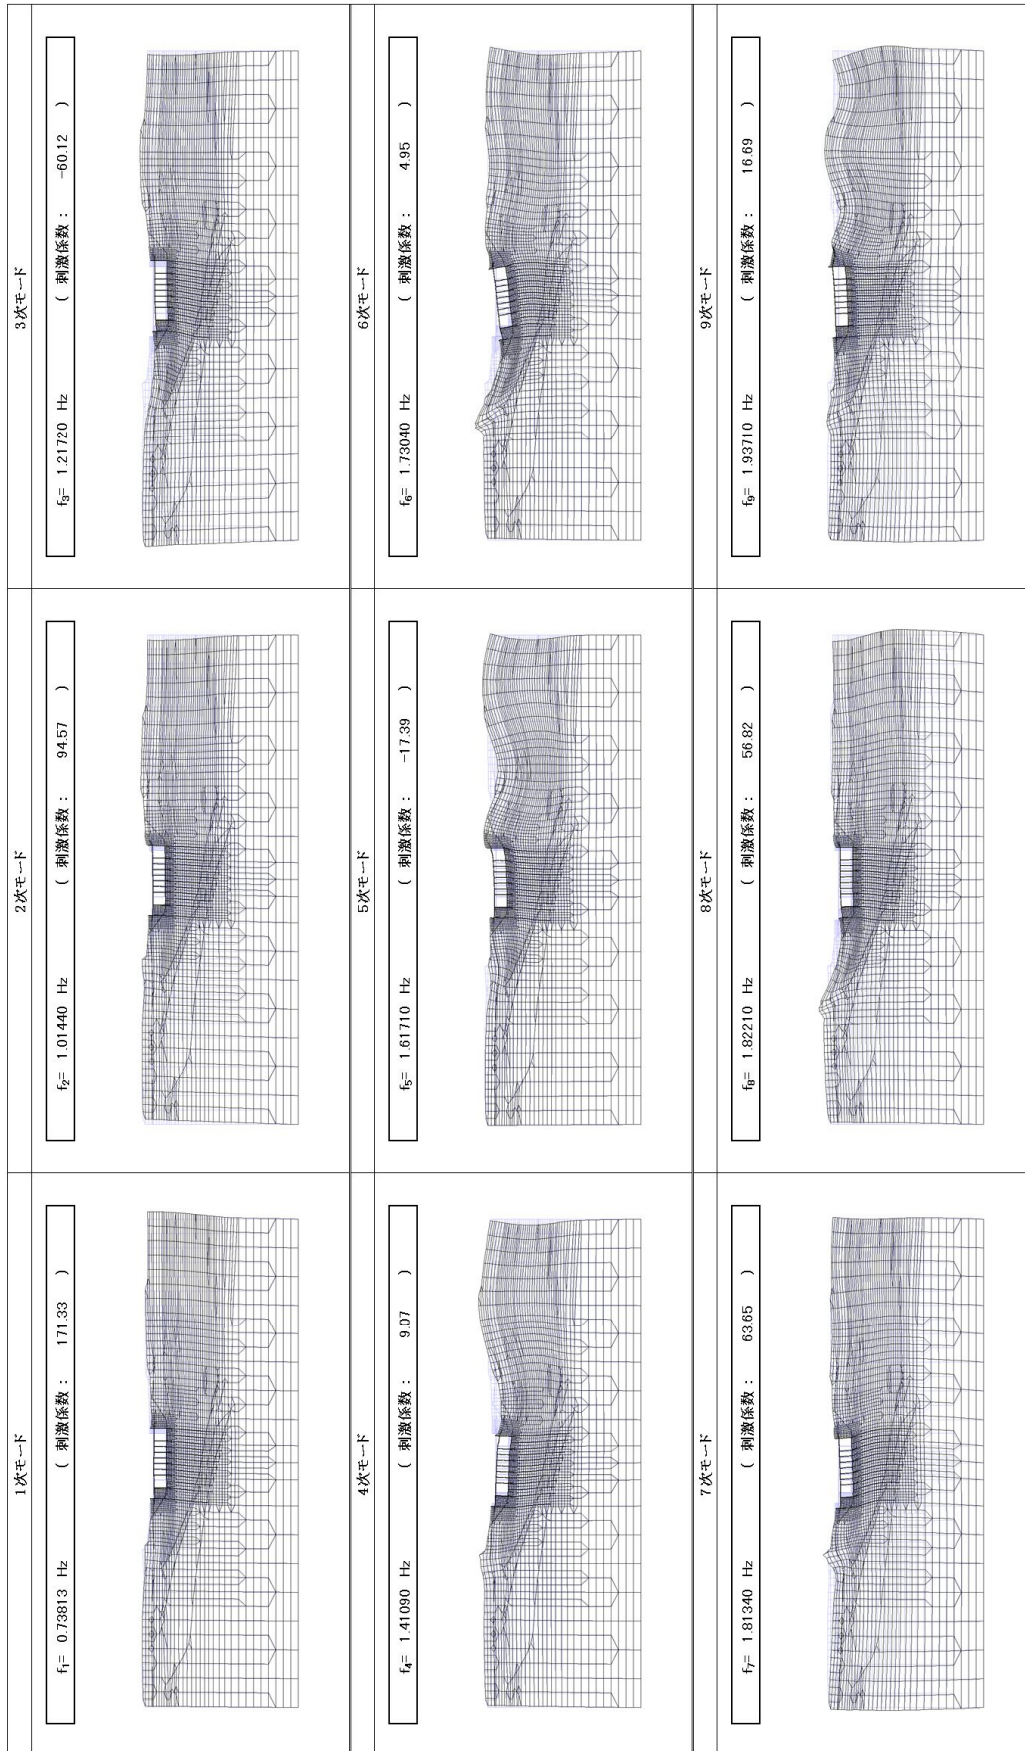 1次モード
f₁= 0.73813 Hz ( 刺激係数 : 171.33 )
2次モード
f₂= 1.01440 Hz ( 刺激係数 : 94.57 )
3次モード
f₃= 1.21720 Hz ( 刺激係数 : -60.12 )
4次モード
f₄= 1.41090 Hz ( 刺激係数 : 9.07 )
5次モード
f₅= 1.61710 Hz ( 刺激係数 : -17.39 )
6次モード
f₆= 1.73040 Hz ( 刺激係数 : 4.95 )
7次モード
f₇= 1.81340 Hz ( 刺激係数 : 63.65 )
8次モード
f₈= 1.82210 Hz ( 刺激係数 : 56.82 )
9次モード
f₉= 1.93710 Hz ( 刺激係数 : 16.69 )